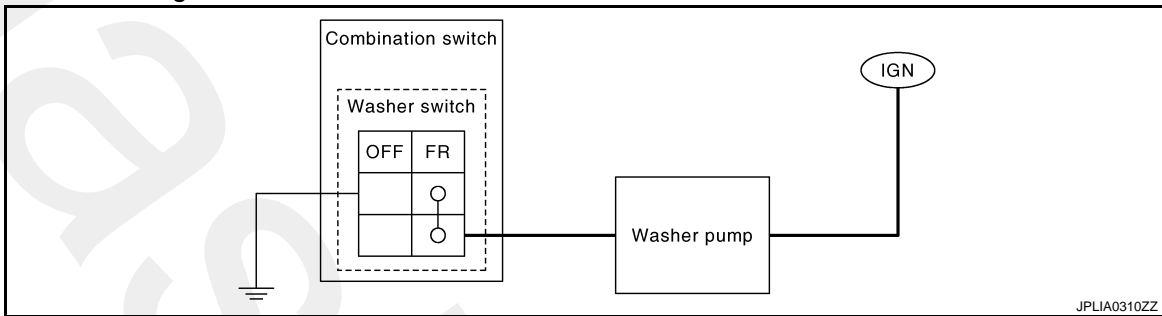 Combination switch
IGN
Washer switch
OFF FR
Washer pump
JPLIA0310ZZ